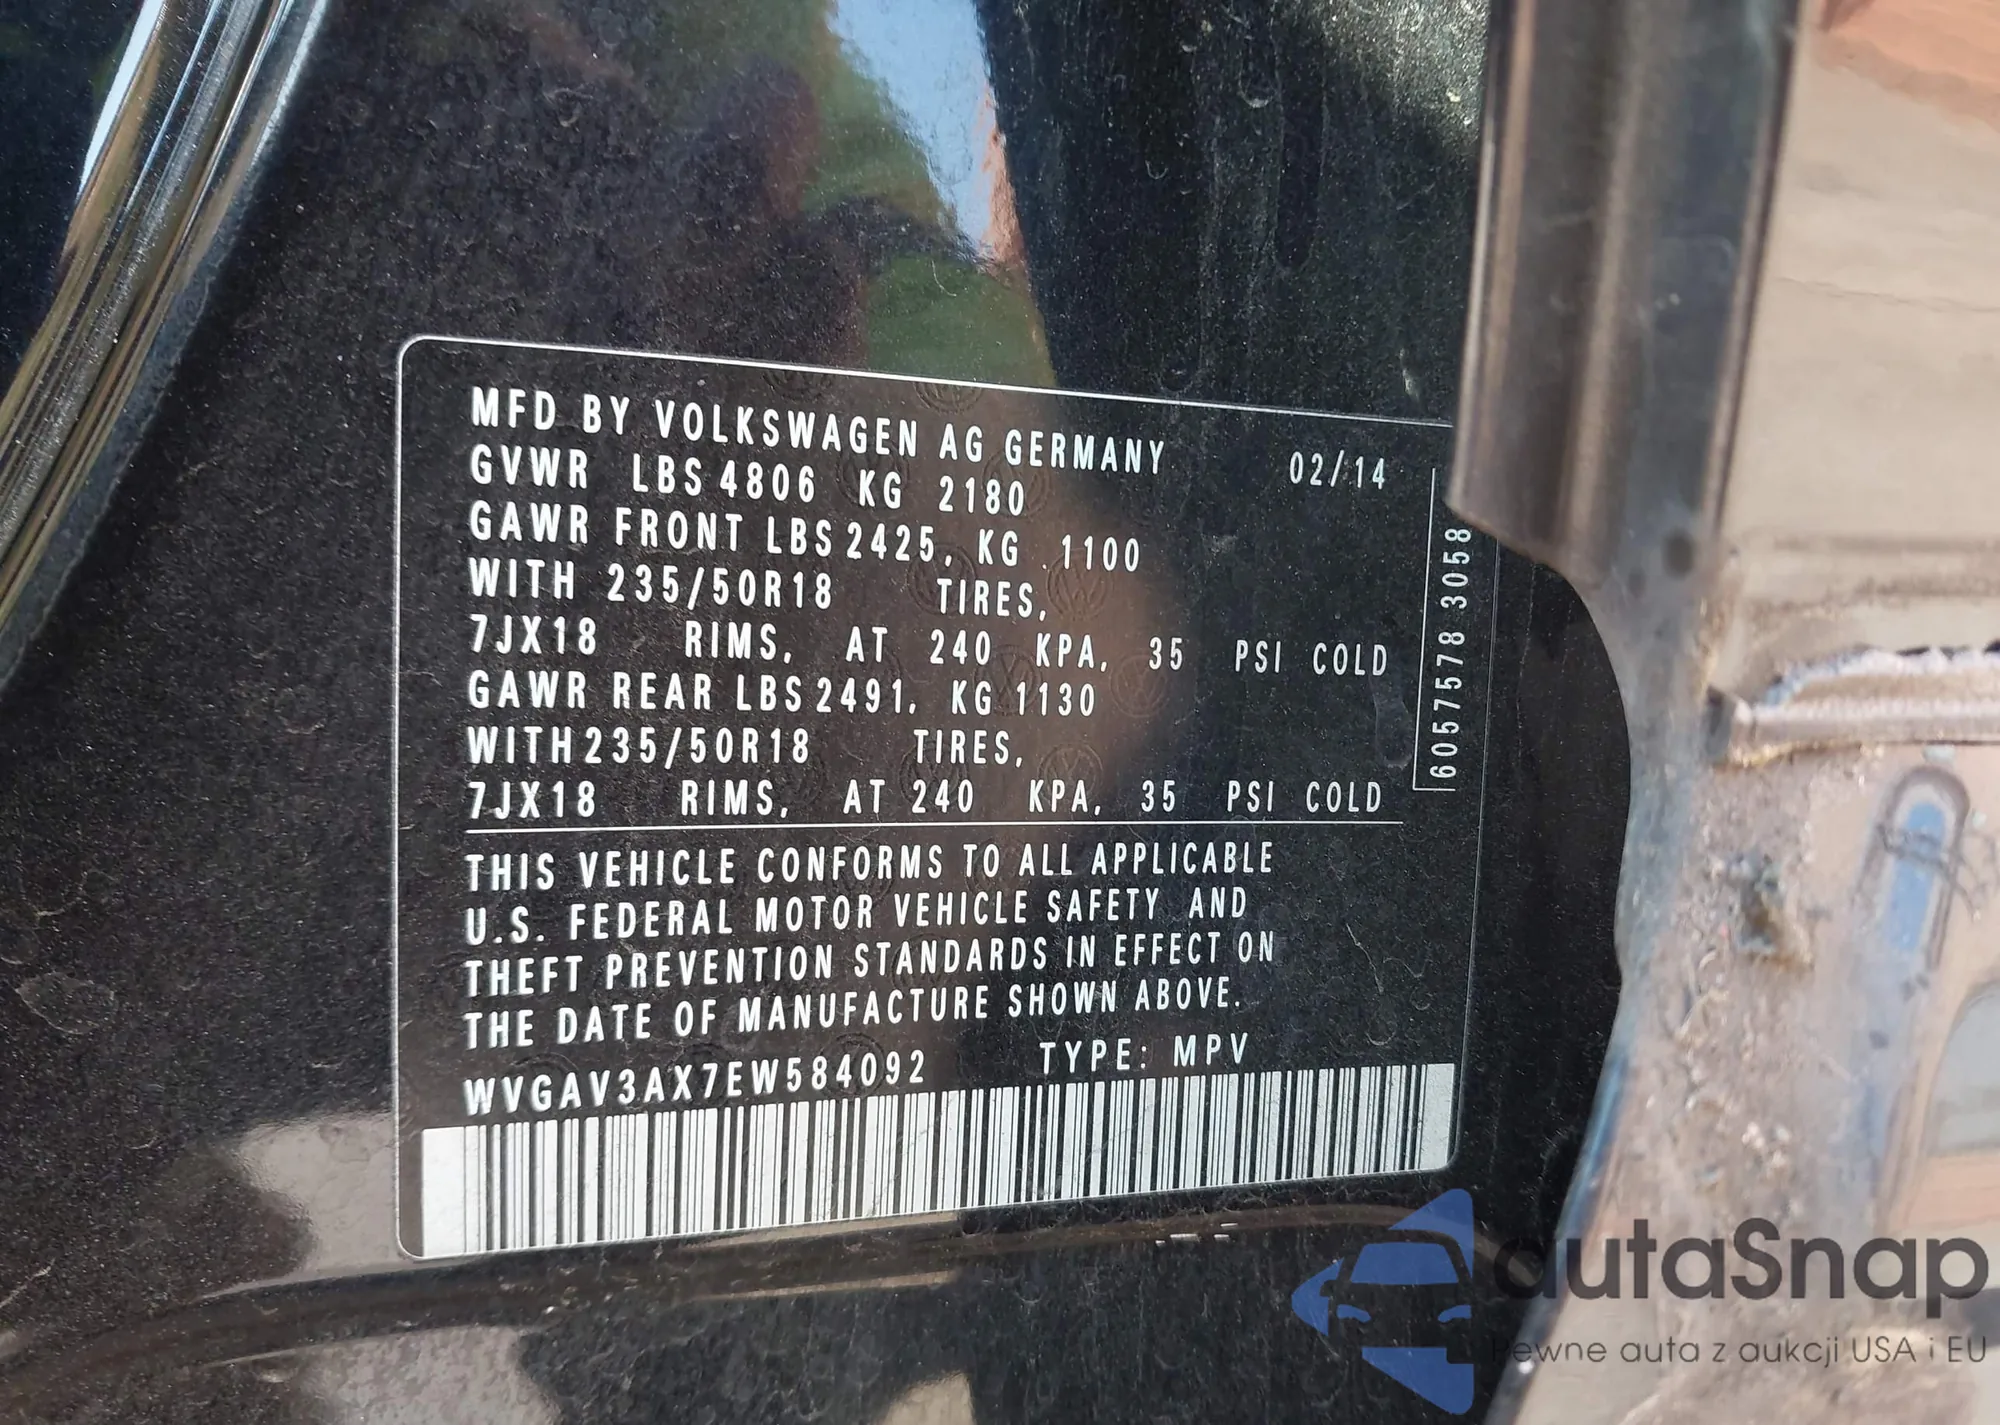 MFD BY VOLKSWAGEN AG GERMANY 02/14
GVWR LBS 4806 KG 2180
GAWR FRONT LBS 2425, KG 1100
WITH 235/50R18 TIRES,
7JX18 RIMS, AT 240 KPA, 35 PSI COLD
GAWR REAR LBS 2491, KG 1130
WITH 235/50R18 TIRES,
7JX18 RIMS, AT 240 KPA, 35 PSI COLD
6057578 3058
THIS VEHICLE CONFORMS TO ALL APPLICABLE
U.S. FEDERAL MOTOR VEHICLE SAFETY AND
THEFT PREVENTION STANDARDS IN EFFECT ON
THE DATE OF MANUFACTURE SHOWN ABOVE.
WVGAV3AX7EW584092 TYPE: MPV
autaSnap
Pewne auta z aukcji USA i EU